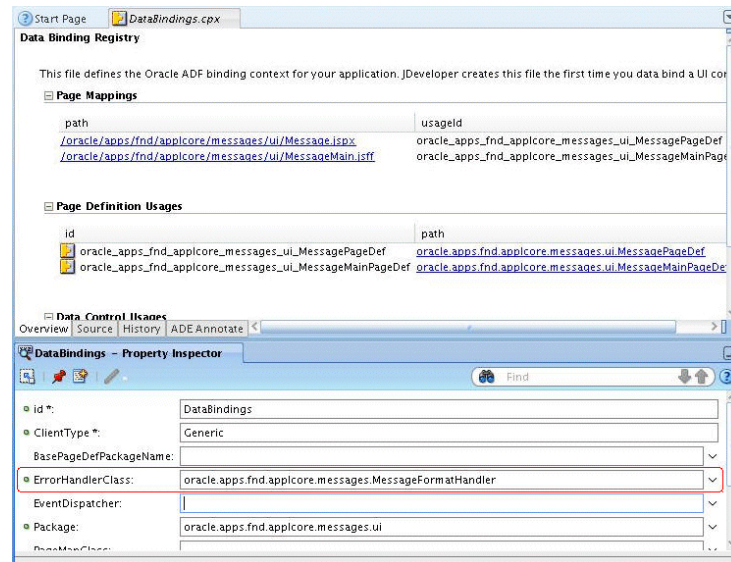 Start Page DataBindings.cpx
Data Binding Registry
This file defines the Oracle ADF binding context for your application. JDeveloper creates this file the first time you data bind a UI cor
Page Mappings
path usageId
/oracle/apps/fnd/applcore/messages/ui/Message.jspx oracle_apps_fnd_applcore_messages_ui_MessagePageDef
/oracle/apps/fnd/applcore/messages/ui/MessageMain.jsff oracle_apps_fnd_applcore_messages_ui_MessageMainPage
Page Definition Usages
id path
oracle_apps_fnd_applcore_messages_ui_MessagePageDef oracle.apps.fnd.applcore.messages.ui.MessagePageDef
oracle_apps_fnd_applcore_messages_ui_MessageMainPageDef oracle.apps.fnd.applcore.messages.ui.MessageMainPageDe
Data Control Usages
Overview Source History ADE Annotate
DataBindings - Property Inspector
Find
id *: DataBindings
ClientType *: Generic
BasePageDefPackageName:
ErrorHandlerClass: oracle.apps.fnd.applcore.messages.MessageFormatHandler
EventDispatcher:
Package: oracle.apps.fnd.applcore.messages.ui
PageMapClass: